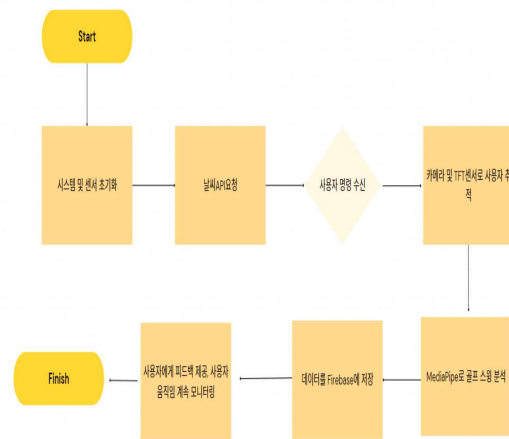 Start
시스템 및 센서 초기화
날씨API요청
사용자 명령 수신
카메라 및 TFT센서로 사용자 추
적
MediaPipe로 골프 스윙 분석
데이터를 Firebase에 저장
사용자에게 피드백 제공, 사용자
움직임 계속 모니터링
Finish